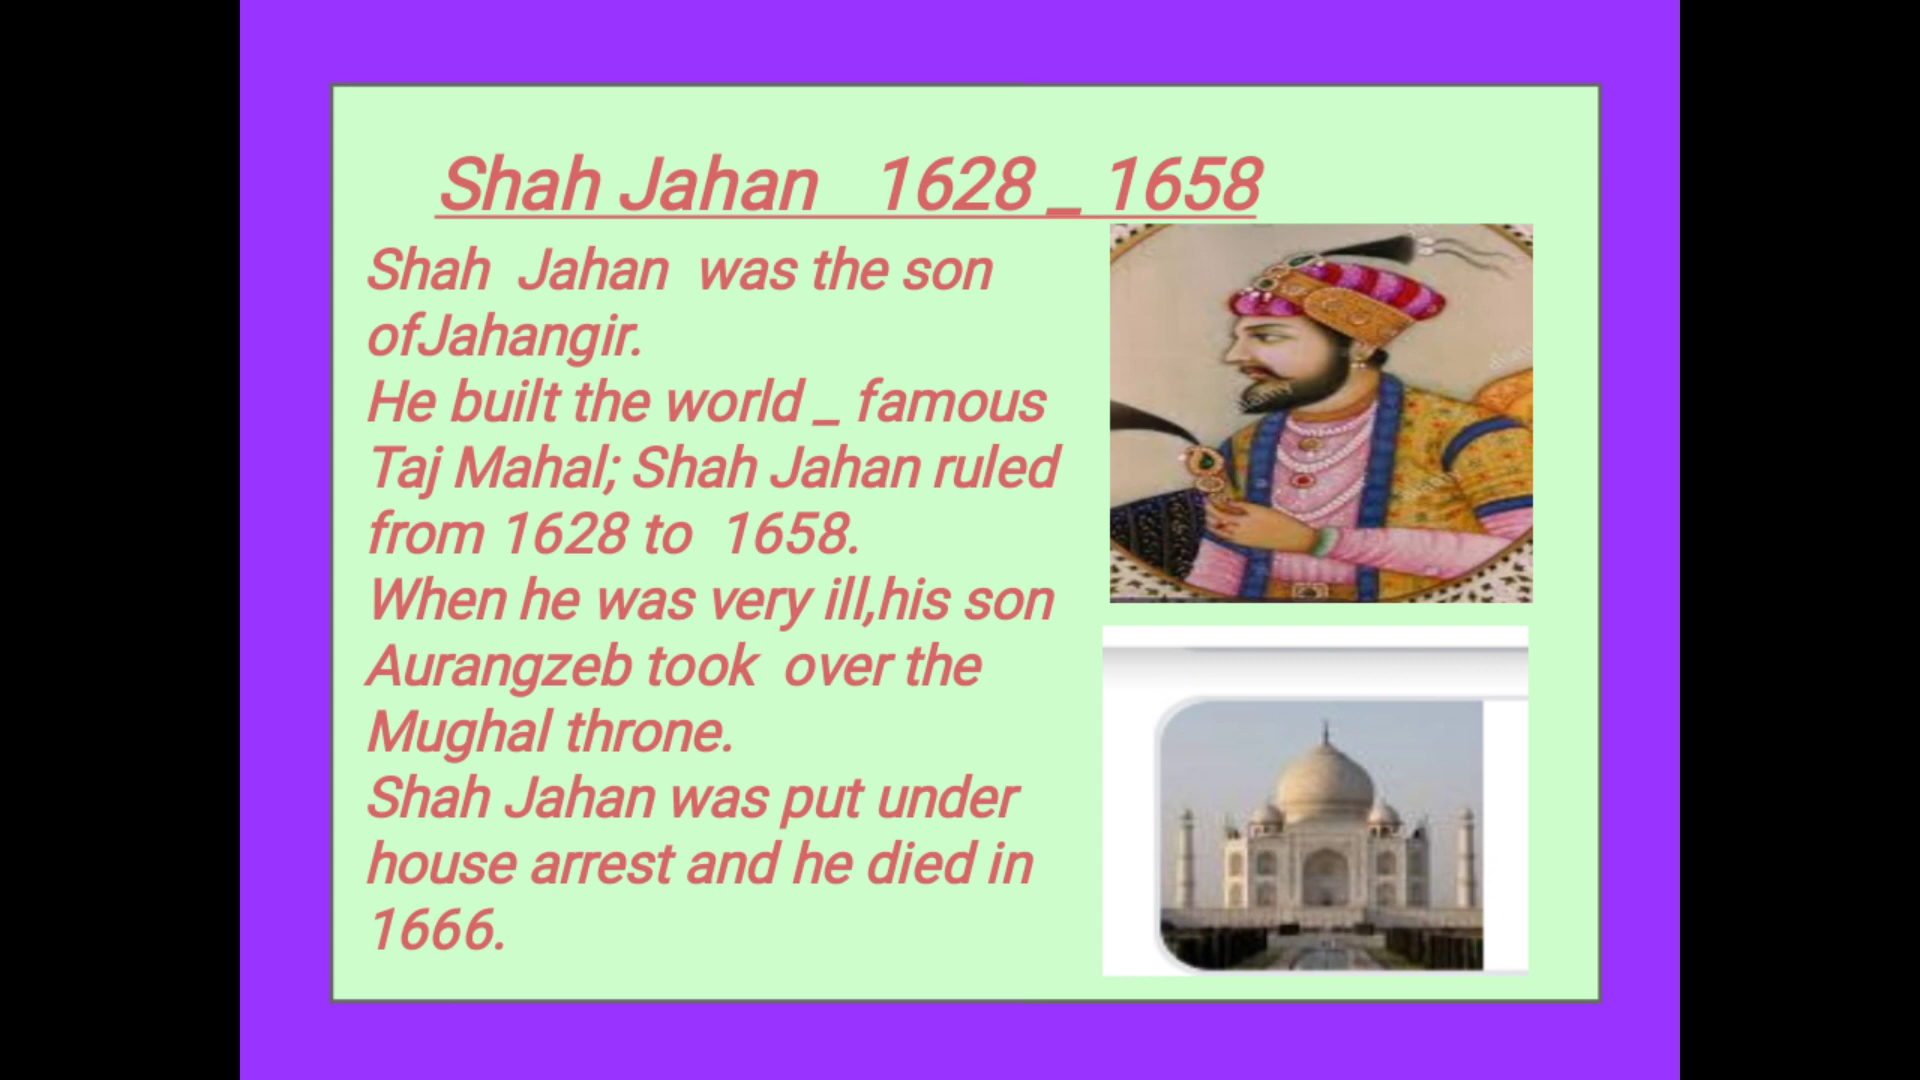 Shah Jahan 1628 _ 1658
Shah Jahan was the son
ofJahangir.
He built the world _ famous
Taj Mahal; Shah Jahan ruled
from 1628 to 1658.
When he was very ill,his son
Aurangzeb took over the
Mughal throne.
Shah Jahan was put under
house arrest and he died in
1666.